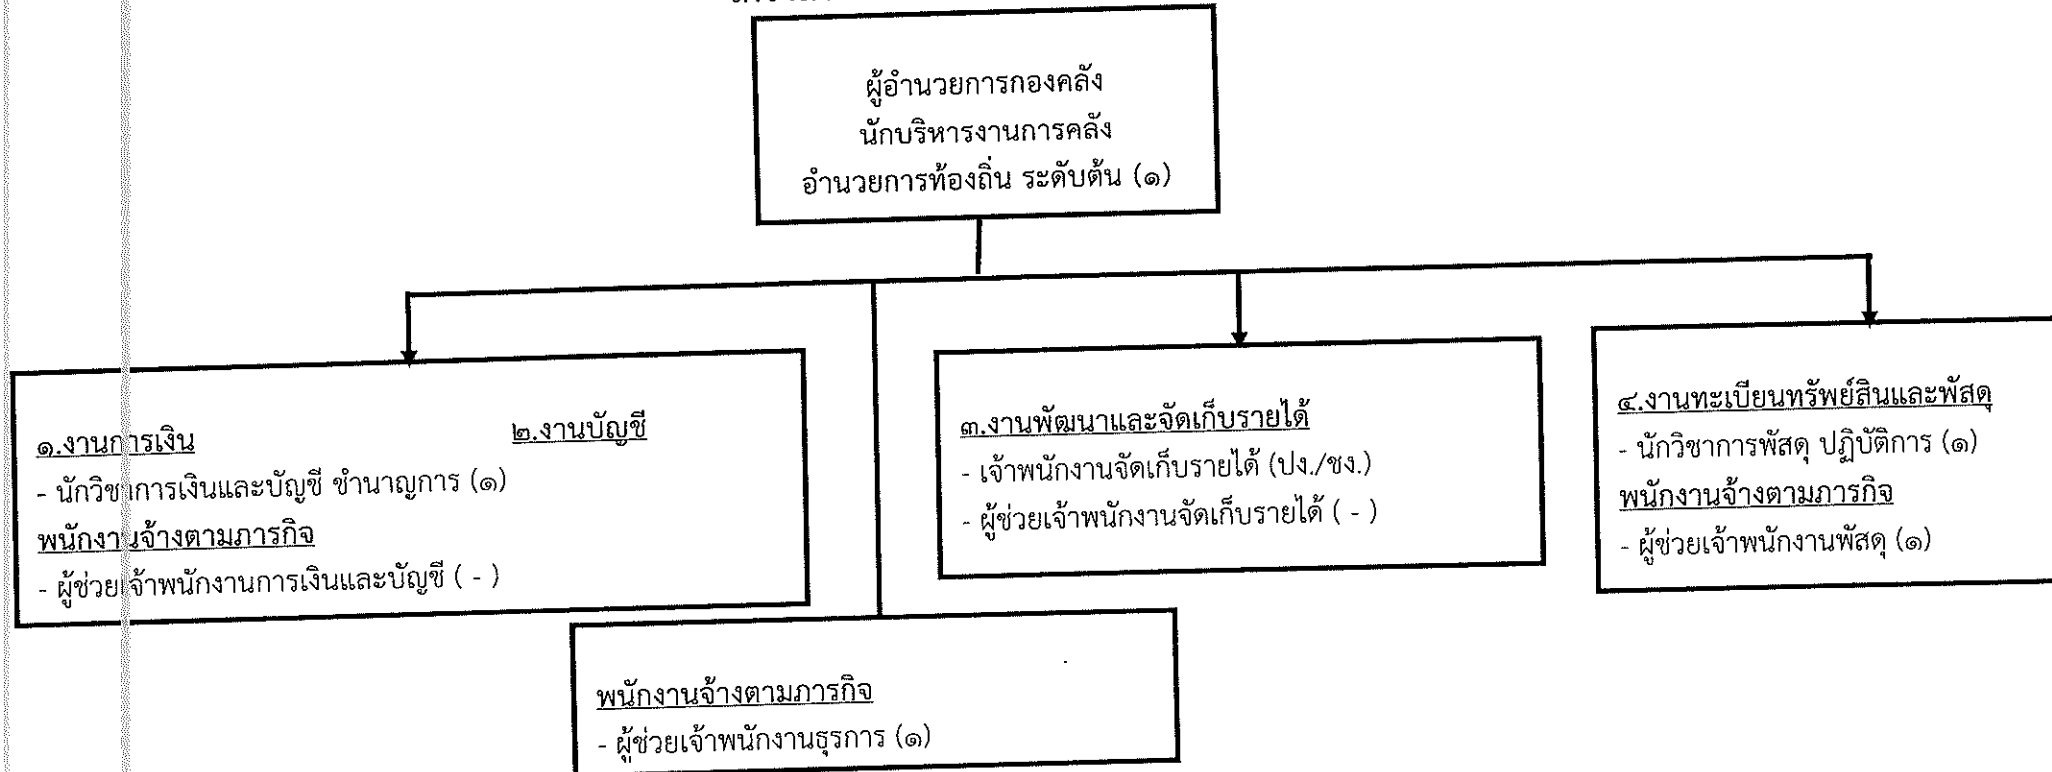 ผู้อำนวยการกองคลัง
นักบริหารงานการคลัง
อำนวยการท้องถิ่น ระดับต้น (๑)
๑.งานการเงิน ๒.งานบัญชี
- นักวิชาการเงินและบัญชี ชำนาญการ (๑)
พนักงานจ้างตามภารกิจ
- ผู้ช่วยเจ้าพนักงานการเงินและบัญชี ( - )
๓.งานพัฒนาและจัดเก็บรายได้
- เจ้าพนักงานจัดเก็บรายได้ (ปง./ชง.)
- ผู้ช่วยเจ้าพนักงานจัดเก็บรายได้ ( - )
๔.งานทะเบียนทรัพย์สินและพัสดุ
- นักวิชาการพัสดุ ปฏิบัติการ (๑)
พนักงานจ้างตามภารกิจ
- ผู้ช่วยเจ้าพนักงานพัสดุ (๑)
พนักงานจ้างตามภารกิจ
- ผู้ช่วยเจ้าพนักงานธุรการ (๑)